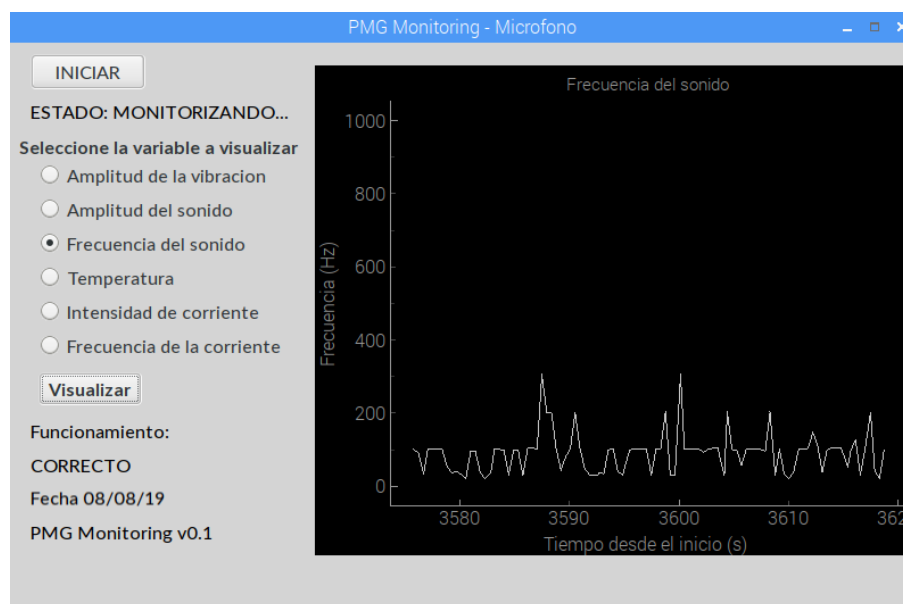 PMG Monitoring - Microfono
INICIAR
ESTADO: MONITORIZANDO...
Seleccione la variable a visualizar
Amplitud de la vibracion
Amplitud del sonido
Frecuencia del sonido
Temperatura
Intensidad de corriente
Frecuencia de la corriente
Visualizar
Funcionamiento:
CORRECTO
Fecha 08/08/19
PMG Monitoring v0.1
Frecuencia del sonido
Frecuencia (Hz)
1000
800
600
400
200
0
3580 3590 3600 3610 362
Tiempo desde el inicio (s)